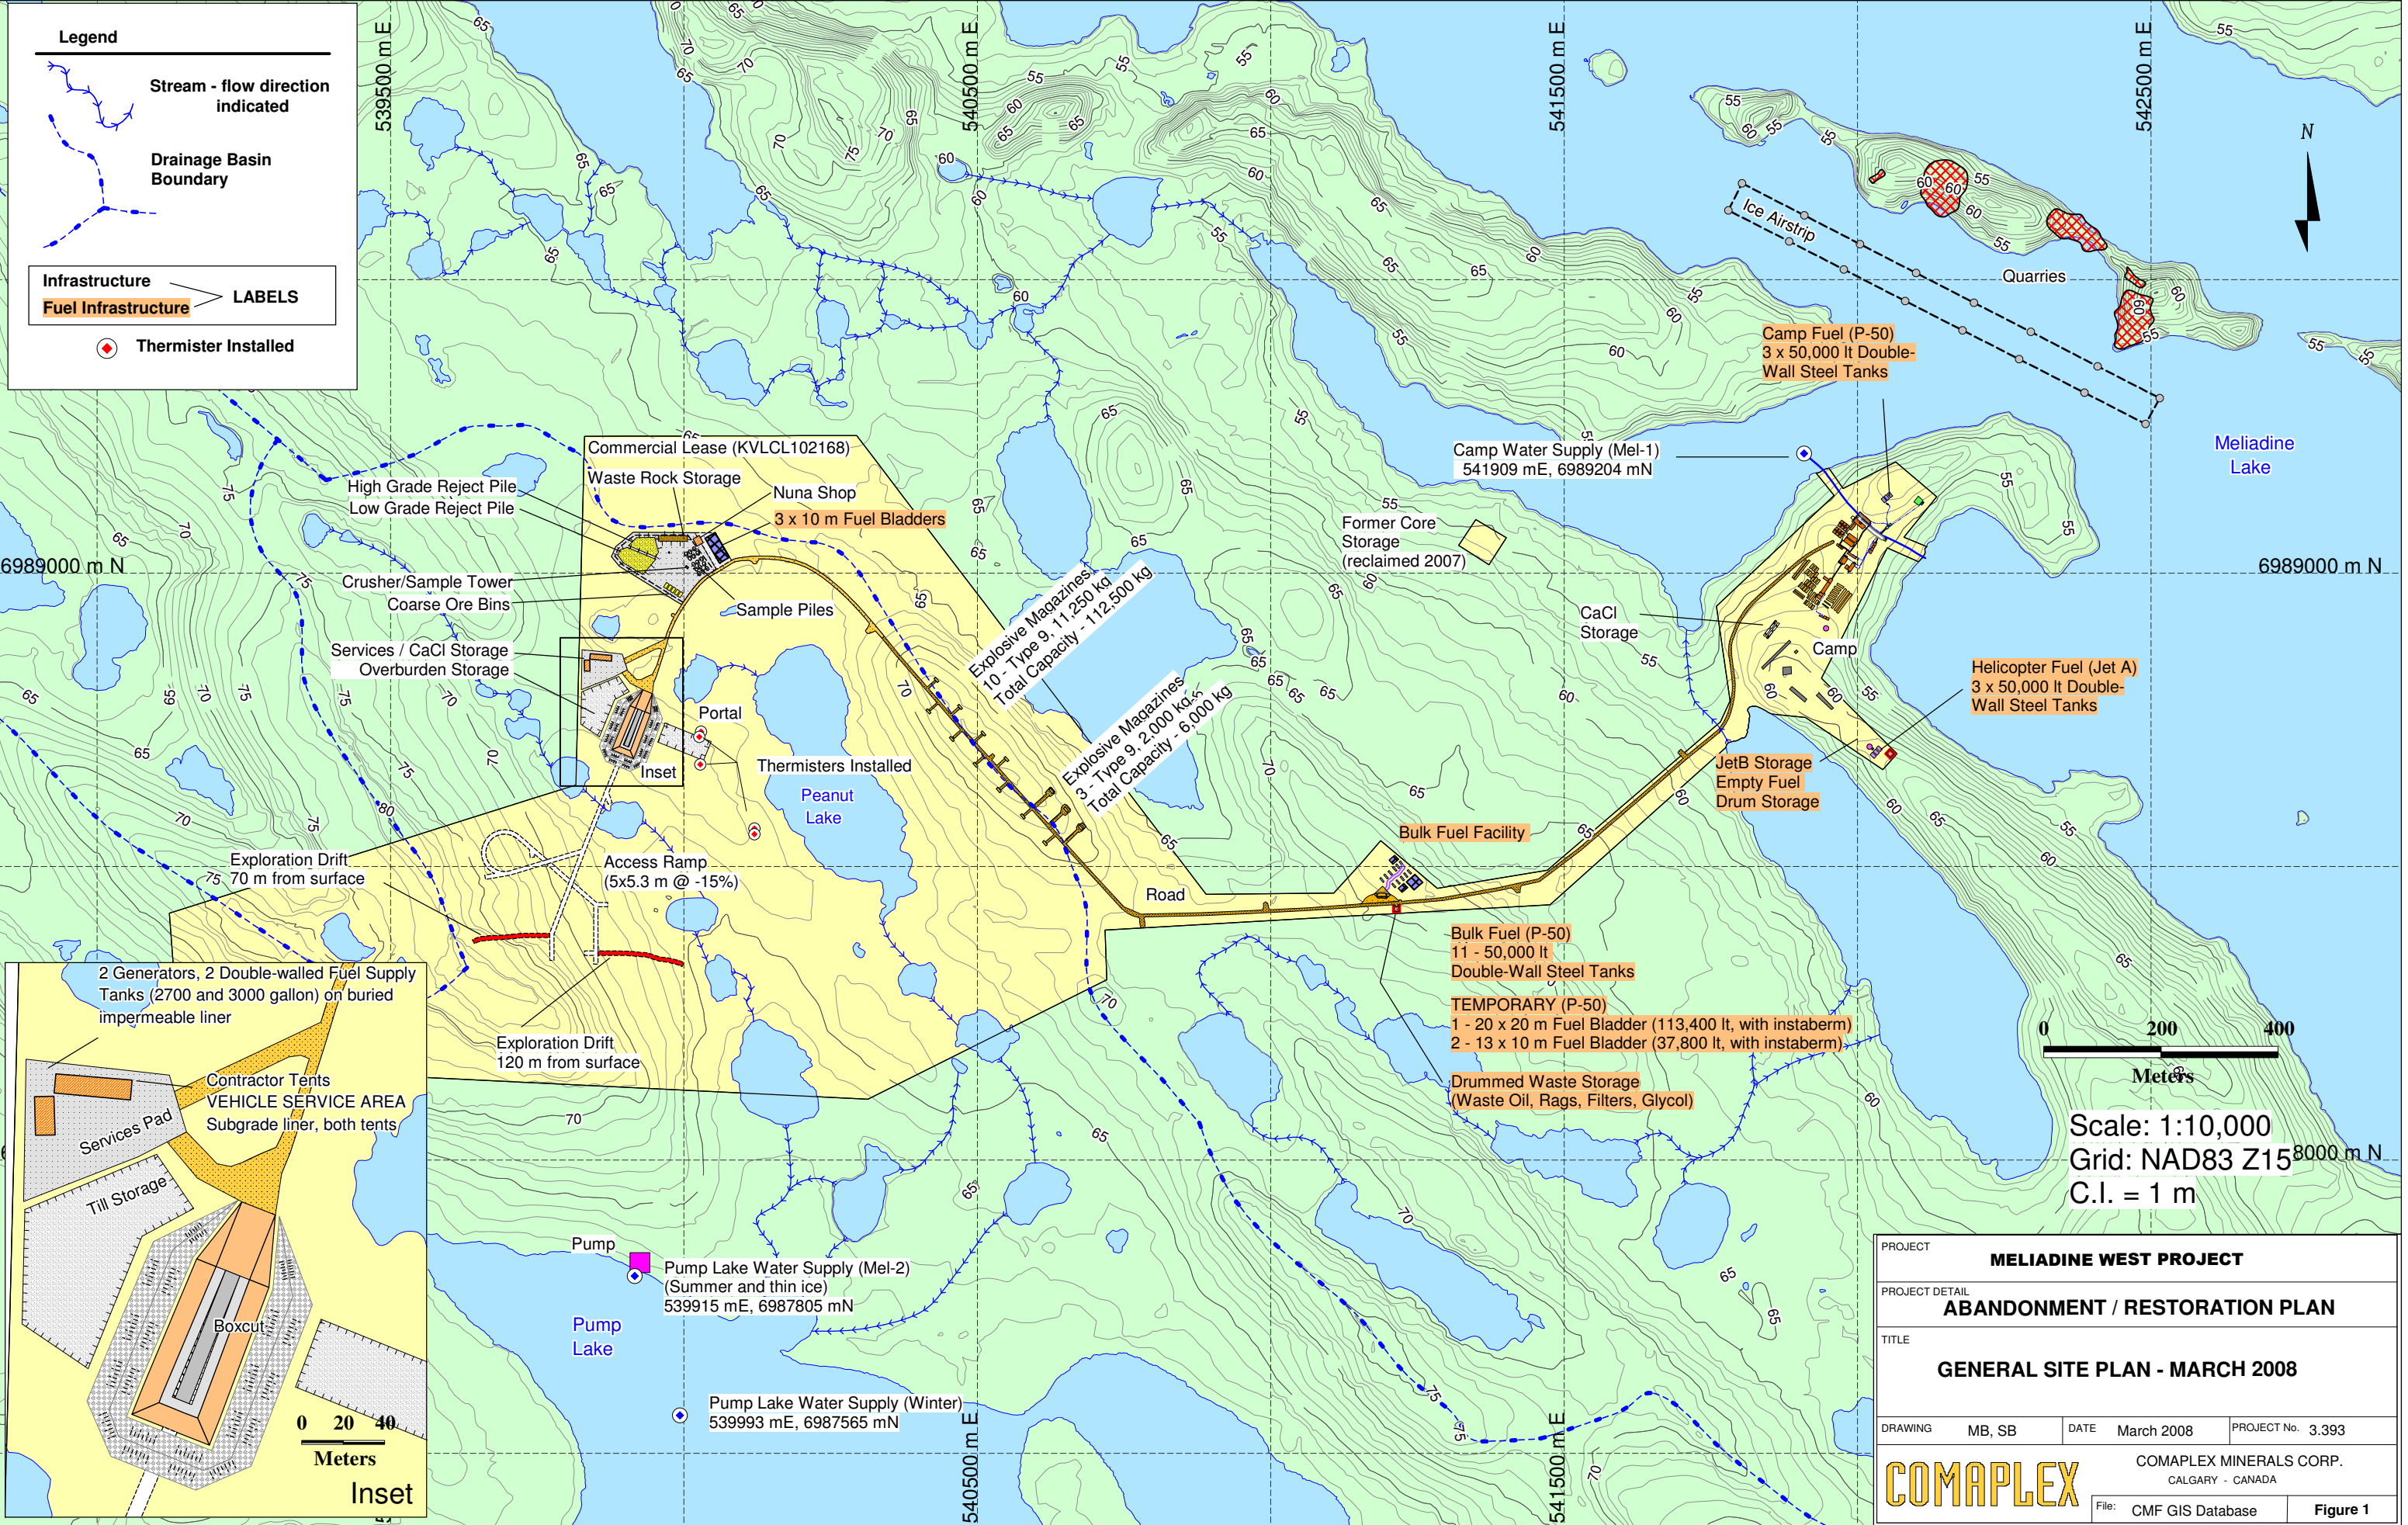 Legend
Stream - flow direction
indicated
Drainage Basin
Boundary
Infrastructure
Fuel Infrastructure
LABELS
Thermister Installed
539500 m E
540500 m E
541500 m E
542500 m E
N
Ice Airstrip
Quarries
Camp Fuel (P-50)
3 x 50,000 lt Double-
Wall Steel Tanks
Meliadine
Lake
Camp Water Supply (Mel-1)
541909 mE, 6989204 mN
Commercial Lease (KVLCL102168)
Waste Rock Storage
High Grade Reject Pile
Low Grade Reject Pile
Nuna Shop
3 x 10 m Fuel Bladders
Former Core
Storage
(reclaimed 2007)
6989000 m N
6989000 m N
Crusher/Sample Tower
Coarse Ore Bins
Sample Piles
Explosive Magazines
10 - Type 9, 11,250 kg
Total Capacity - 112,500 kg
CaCl
Storage
Camp
Services / CaCl Storage
Overburden Storage
Helicopter Fuel (Jet A)
3 x 50,000 lt Double-
Wall Steel Tanks
Explosive Magazines
3 - Type 9, 2,000 kg
Total Capacity - 6,000 kg
Portal
Inset
Thermisters Installed
Peanut
Lake
JetB Storage
Empty Fuel
Drum Storage
Bulk Fuel Facility
Exploration Drift
70 m from surface
Access Ramp
(5x5.3 m @ -15%)
Road
Bulk Fuel (P-50)
11 - 50,000 lt
Double-Wall Steel Tanks
TEMPORARY (P-50)
1 - 20 x 20 m Fuel Bladder (113,400 lt, with instaberm)
2 - 13 x 10 m Fuel Bladder (37,800 lt, with instaberm)
Drummed Waste Storage
(Waste Oil, Rags, Filters, Glycol)
Exploration Drift
120 m from surface
2 Generators, 2 Double-walled Fuel Supply
Tanks (2700 and 3000 gallon) on buried
impermeable liner
Contractor Tents
VEHICLE SERVICE AREA
Subgrade liner, both tents
Services Pad
Till Storage
Boxcut
0 20 40
Meters
Inset
Pump
Pump Lake Water Supply (Mel-2)
(Summer and thin ice)
539915 mE, 6987805 mN
Pump
Lake
Pump Lake Water Supply (Winter)
539993 mE, 6987565 mN
540500 m E
541500 m E
0 200 400
Meters
Scale: 1:10,000
Grid: NAD83 Z15
8000 m N
C.I. = 1 m
PROJECT
MELIADINE WEST PROJECT
PROJECT DETAIL
ABANDONMENT / RESTORATION PLAN
TITLE
GENERAL SITE PLAN - MARCH 2008
DRAWING MB, SB
DATE March 2008
PROJECT No. 3.393
COMAPLEX
COMAPLEX MINERALS CORP.
CALGARY - CANADA
File: CMF GIS Database
Figure 1